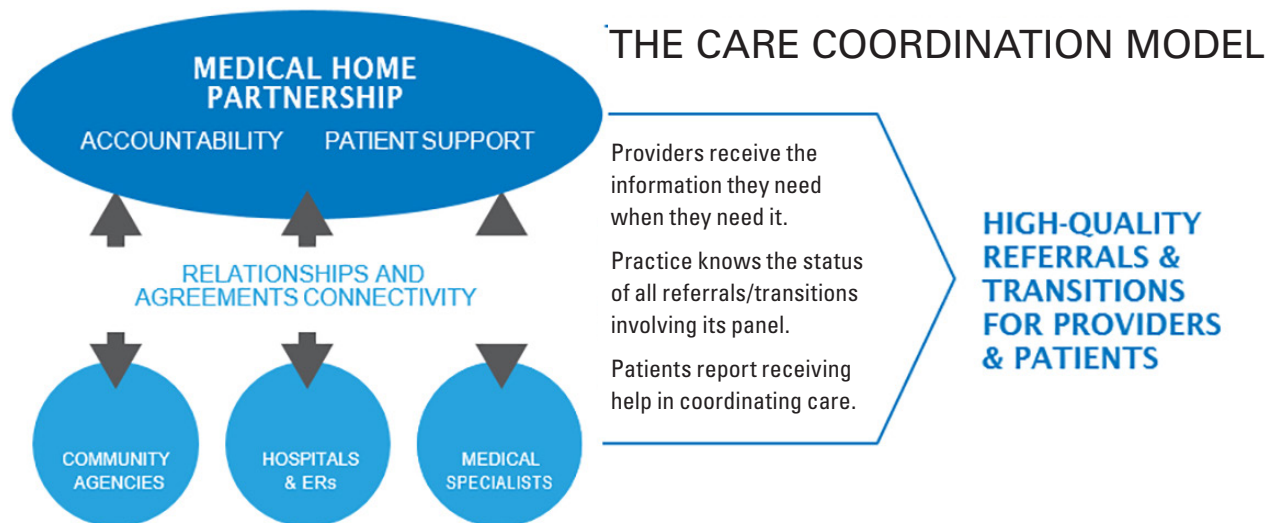 THE CARE COORDINATION MODEL
MEDICAL HOME
PARTNERSHIP
ACCOUNTABILITY
PATIENT SUPPORT
RELATIONSHIPS AND
AGREEMENTS CONNECTIVITY
COMMUNITY
AGENCIES
HOSPITALS
& ERs
MEDICAL
SPECIALISTS
Providers receive the
information they need
when they need it.
Practice knows the status
of all referrals/transitions
involving its panel.
Patients report receiving
help in coordinating care.
HIGH-QUALITY
REFERRALS &
TRANSITIONS
FOR PROVIDERS
& PATIENTS